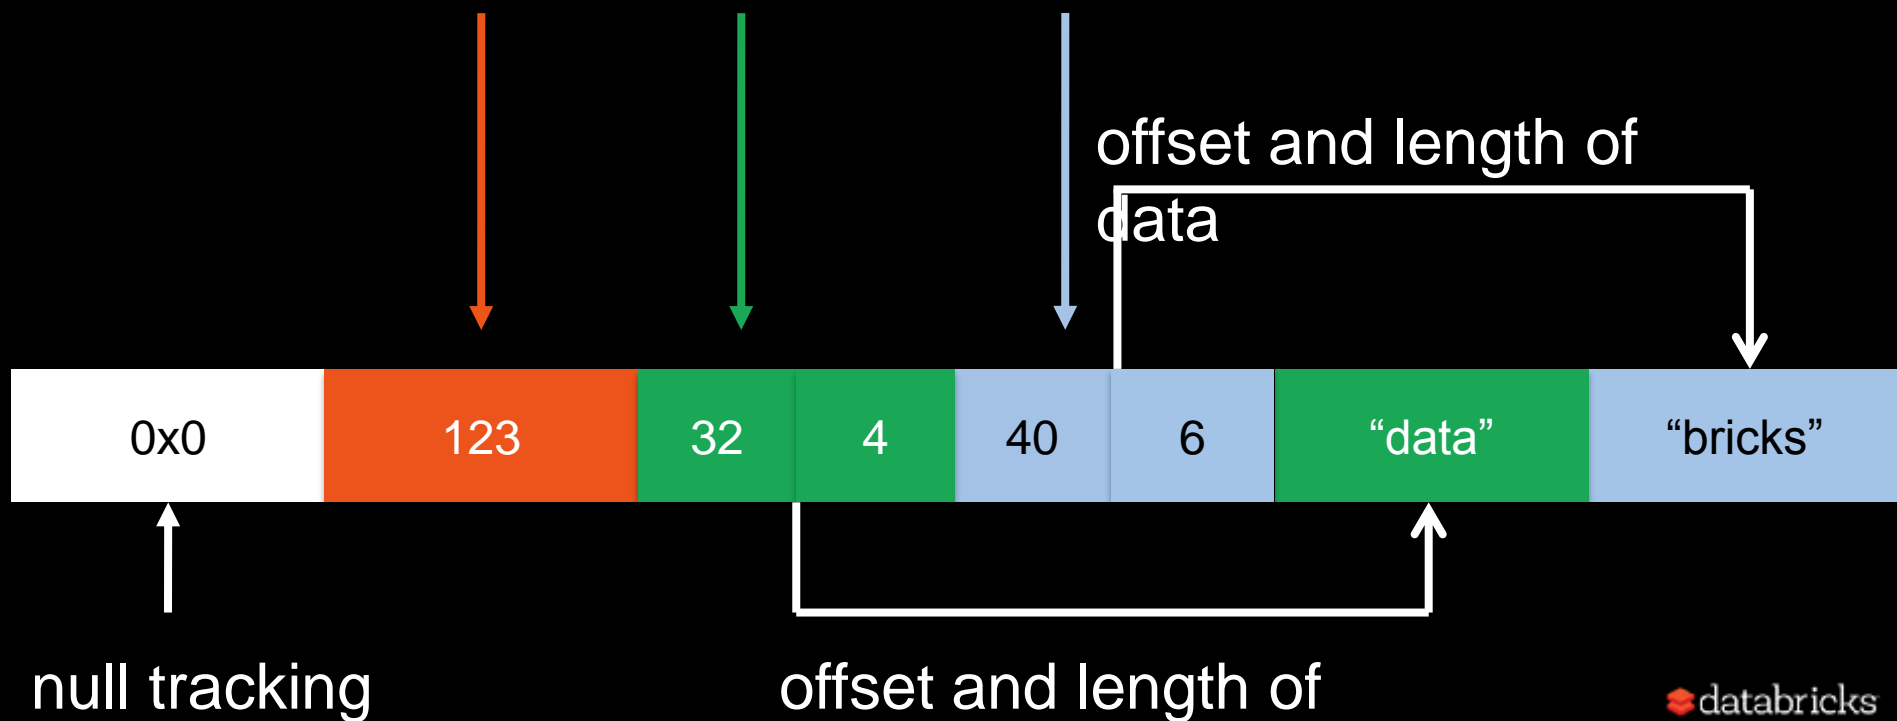 offset and length of
data
0x0 123 32 4 40 6 “data” “bricks”
null tracking
offset and length of
databricks